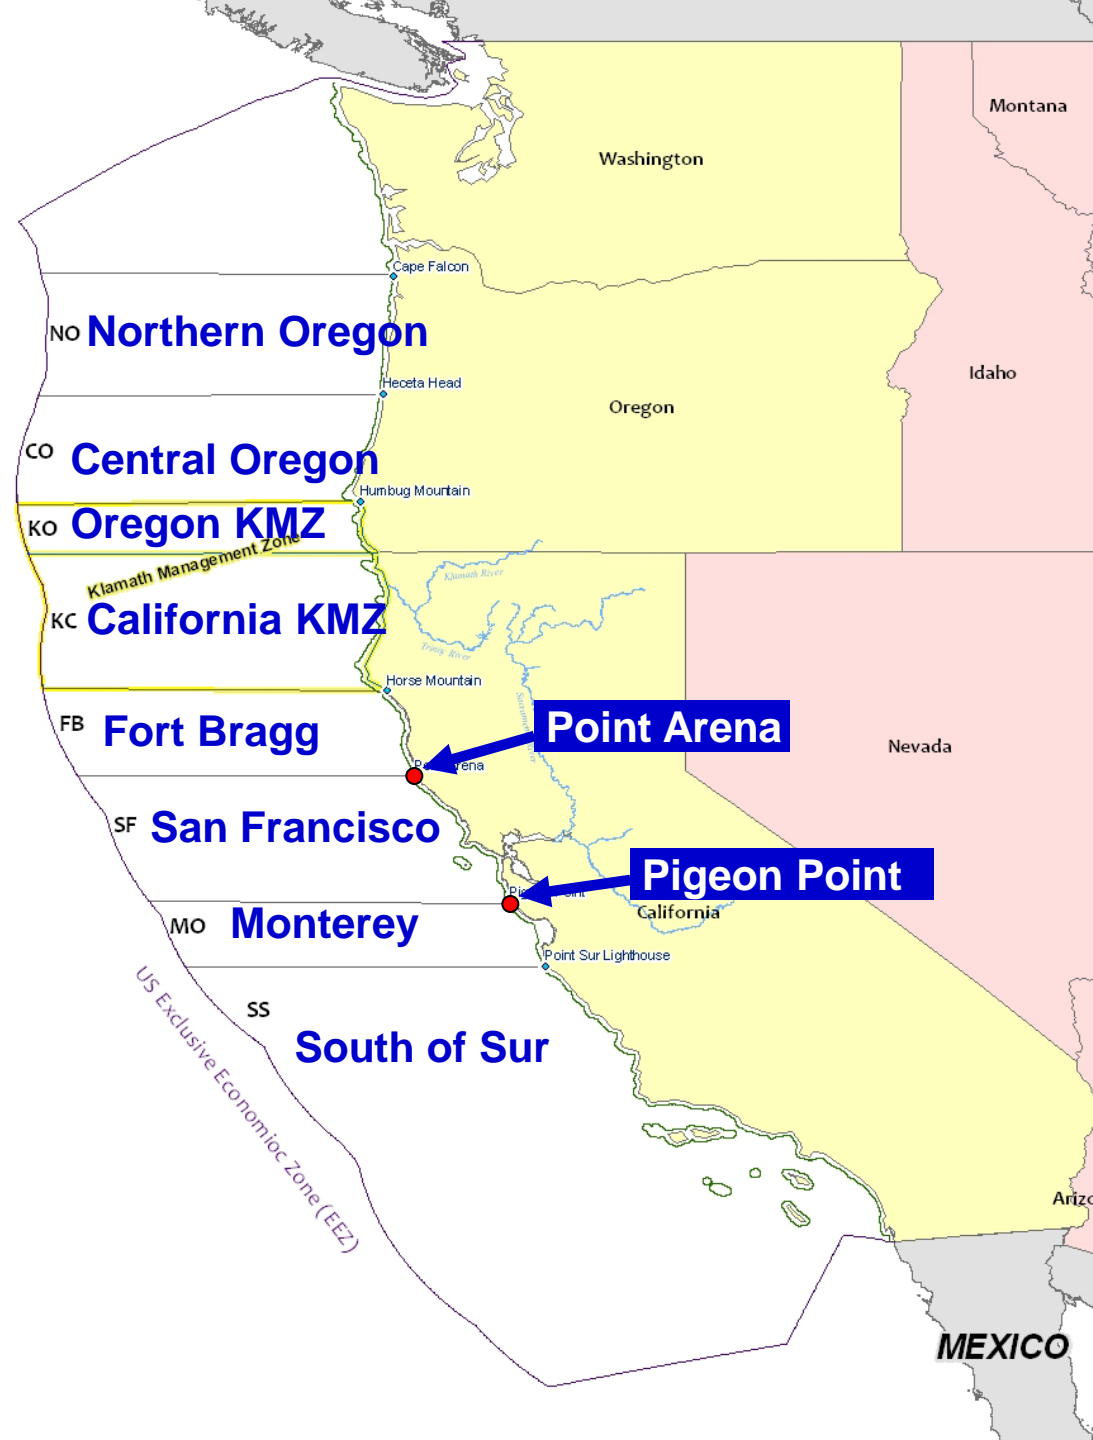 Montana
Washington
Cape Falcon
NO Northern Oregon
Idaho
Heceta Head
Oregon
CO Central Oregon
Humbug Mountain
KO Oregon KMZ
Klamath Management Zone
Klamath River
KC California KMZ
Trinity River
Horse Mountain
FB Fort Bragg
Point Arena
Nevada
SF San Francisco
Pigeon Point
California
MO Monterey
Point Sur Lighthouse
US Exclusive Economioc Zone (EEZ)
SS
South of Sur
Arizo
MEXICO